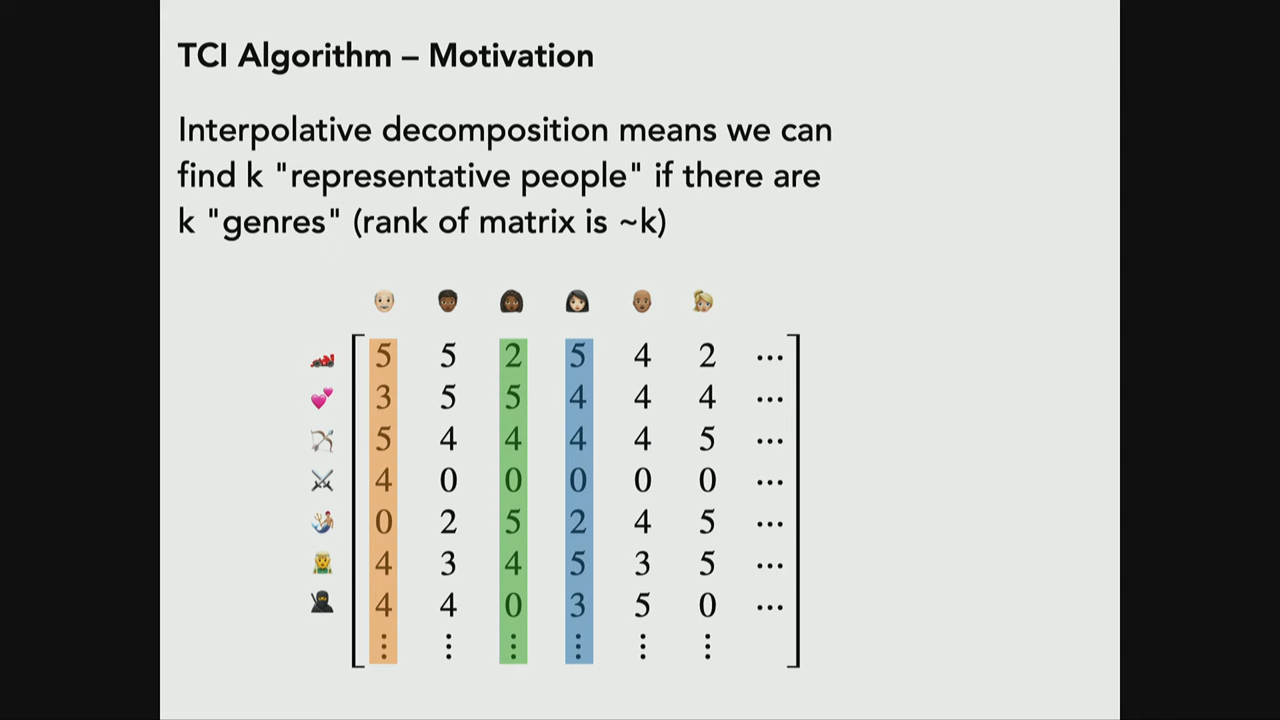 TCI Algorithm – Motivation
Interpolative decomposition means we can
find k "representative people" if there are
k "genres" (rank of matrix is ~k)
5 5 2 5 4 2 ⋯
3 5 5 4 4 4 ⋯
5 4 4 4 4 5 ⋯
4 0 0 0 0 0 ⋯
0 2 5 2 4 5 ⋯
4 3 4 5 3 5 ⋯
4 4 0 3 5 0 ⋯
⋮ ⋮ ⋮ ⋮ ⋮ ⋮